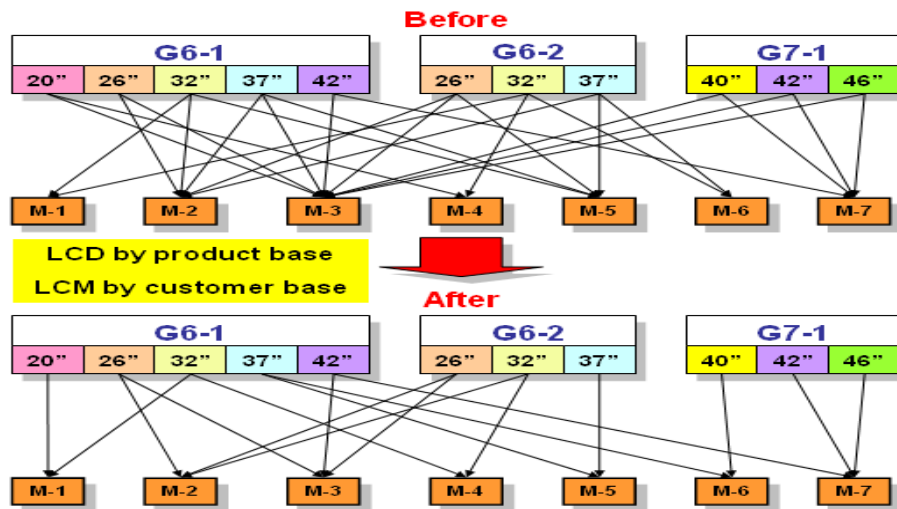 Before
G6-1 G6-2 G7-1
20” 26” 32” 37” 42” 26” 32” 37” 40” 42” 46”
M-1 M-2 M-3 M-4 M-5 M-6 M-7
LCD by product base
LCM by customer base
After
G6-1 G6-2 G7-1
20” 26” 32” 37” 42” 26” 32” 37” 40” 42” 46”
M-1 M-2 M-3 M-4 M-5 M-6 M-7